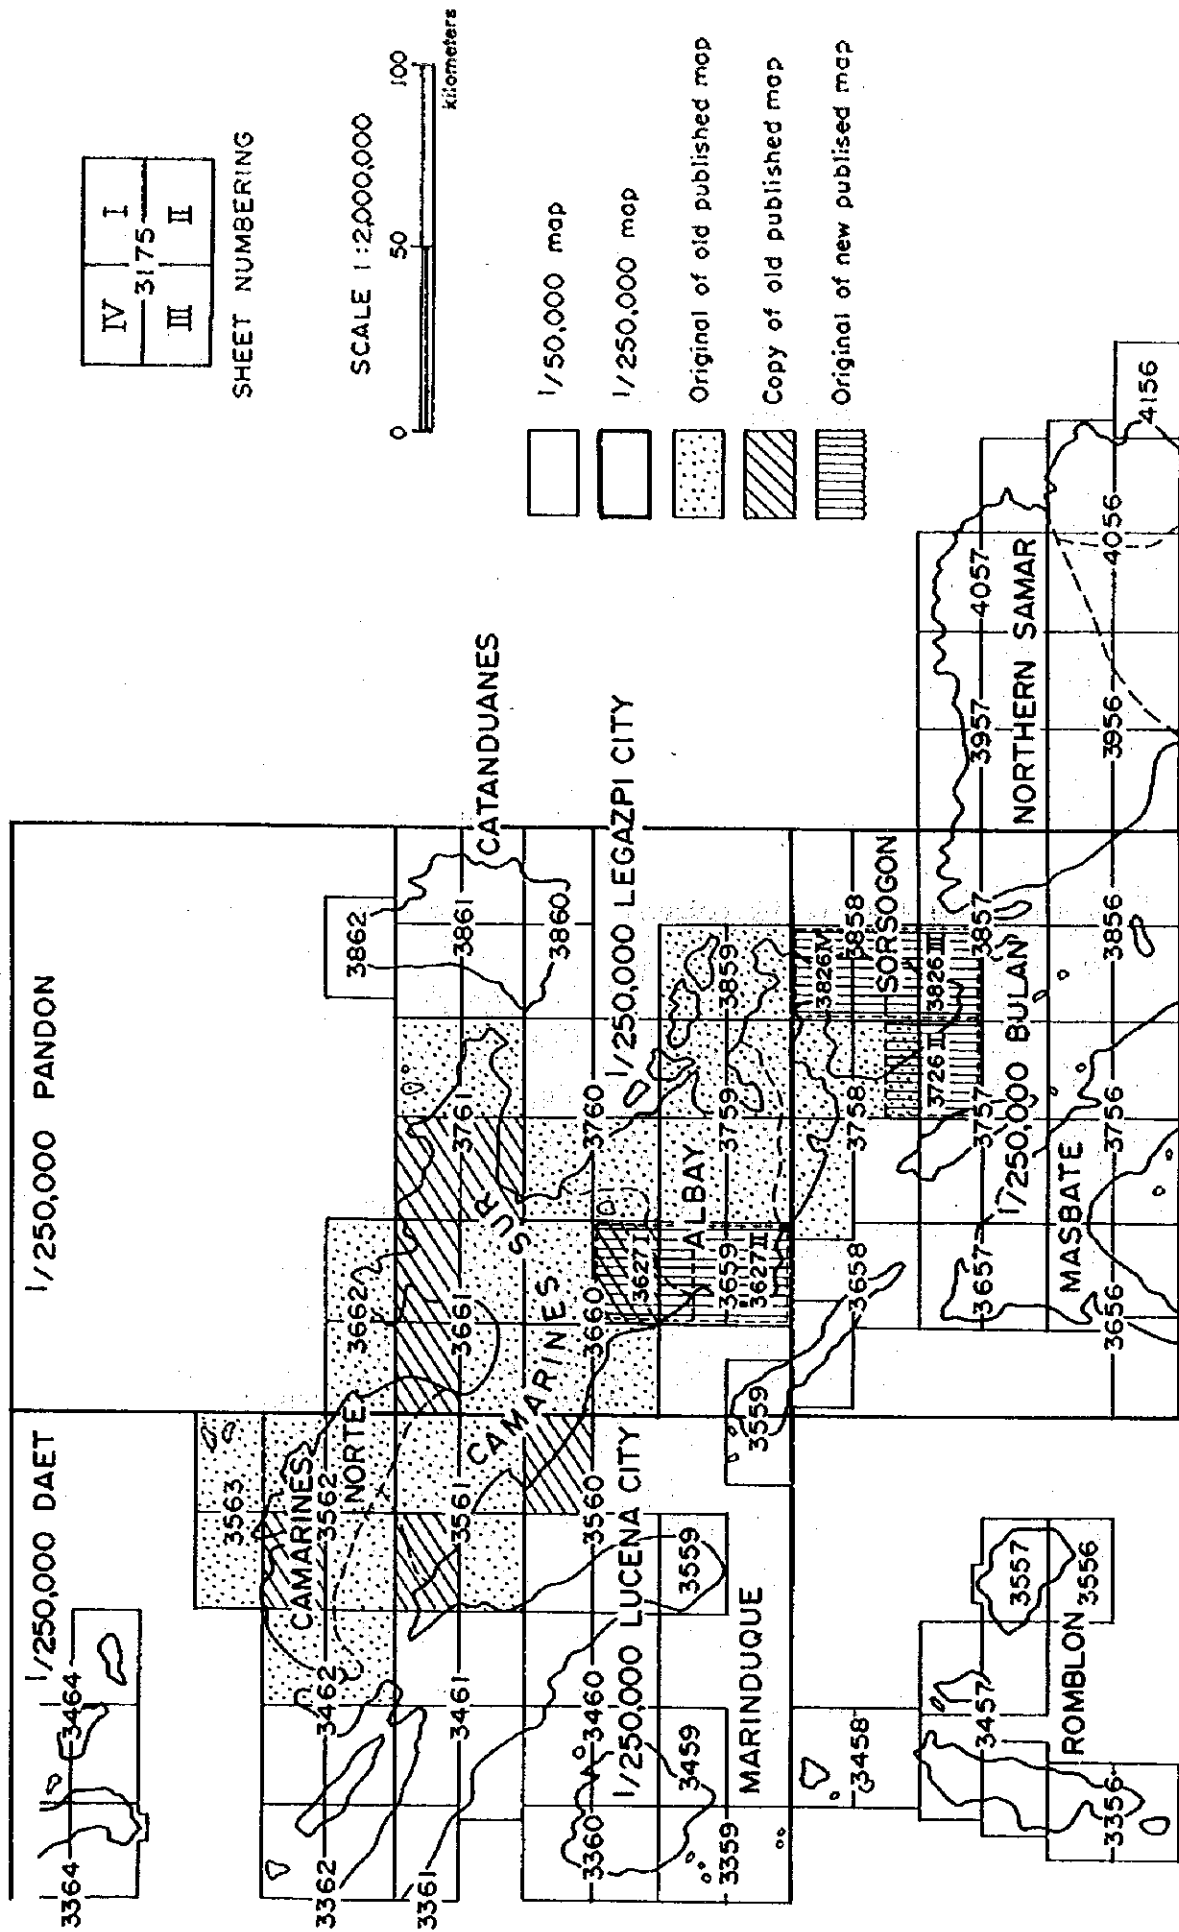 1/250,000 PANDON
1/250,000 DAET
IV
I
3175
III
II
SHEET NUMBERING
SCALE 1:2,000,000
0
50
100
kilometers
1/50,000 map
1/250,000 map
Original of old published map
Copy of old published map
Original of new publised map
3364
3464
3563
3362
3462
CAMARINES
3562
NORTE
3662
3862
3361
3461
3561
3661
3761
3861
CATANDUANES
CAMARINES
SUR
3860
3360
3460
3560
3660
3760
1/250,000 LUCENA CITY
1/250,000 LEGAZPI CITY
3627 I
ALBAY
3459
3559
3359
3559
3659
3759
3859
3627 II
MARINDUQUE
3458
3658
3758
3858
3826 IV
SORSOGON
3726 II
3826 III
3457
3557
3657
3757
3857
3957
4057
1/250,000 BULAN
NORTHERN SAMAR
ROMBLON
MASBATE
3356
3556
3656
3756
3856
3956
4056
4156